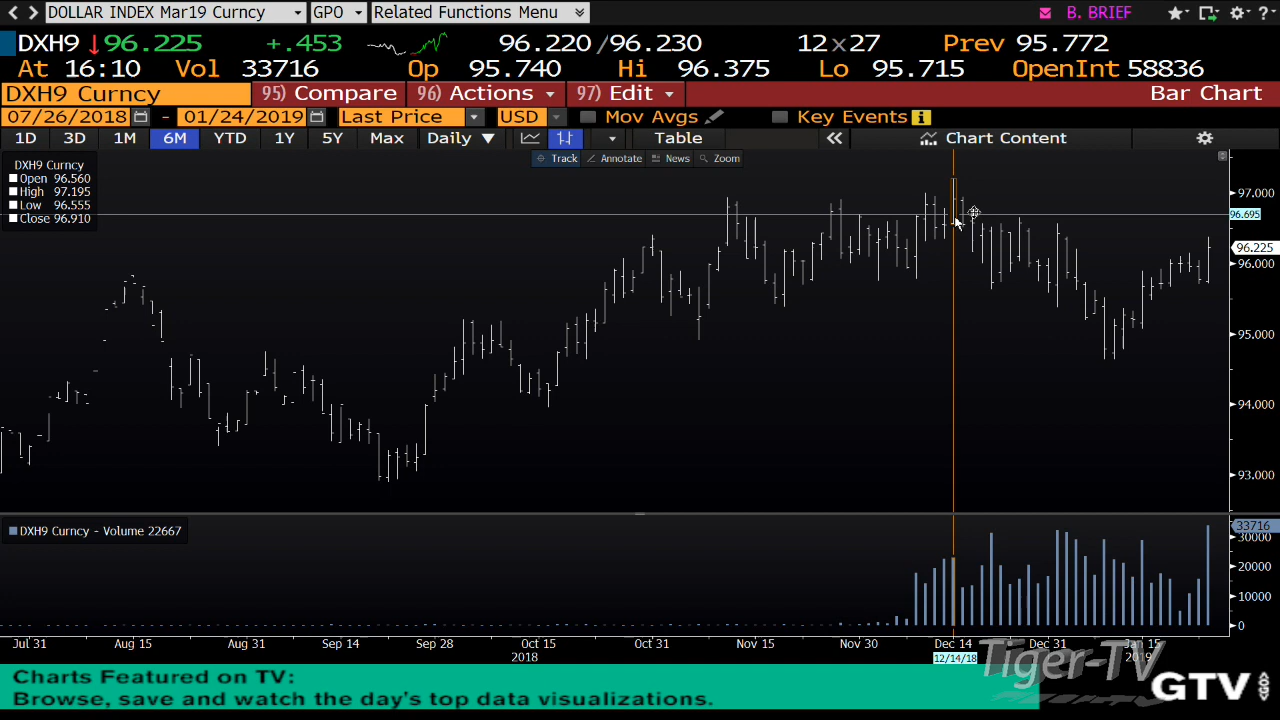 DOLLAR INDEX Mar19 Curncy GPO Related Functions Menu B. BRIEF ?
DXH9 96.225 +.453 96.220 /96.230 12 x 27 Prev 95.772
At 16:10 Vol 33716 Op 95.740 Hi 96.375 Lo 95.715 OpenInt 58836
DXH9 Curncy 95) Compare 96) Actions 97) Edit Bar Chart
07/26/2018 - 01/24/2019 Last Price USD Mov Avgs Key Events i
1D 3D 1M 6M YTD 1Y 5Y Max Daily Table Chart Content
Track Annotate News Zoom
DXH9 Curncy
Open 96.560
High 97.195
Low 96.555
Close 96.910
97.000
96.695
96.225
96.000
95.000
94.000
93.000
DXH9 Curncy - Volume 22667
33716
30000
20000
10000
0
Jul 31 Aug 15 Aug 31 Sep 14 Sep 28 Oct 15 Oct 31 Nov 15 Nov 30 Dec 14 Dec 31 Jan 15
2018 12/14/18 2019
Tiger-TV
Charts Featured on TV:
Browse, save and watch the day's top data visualizations.
GTV